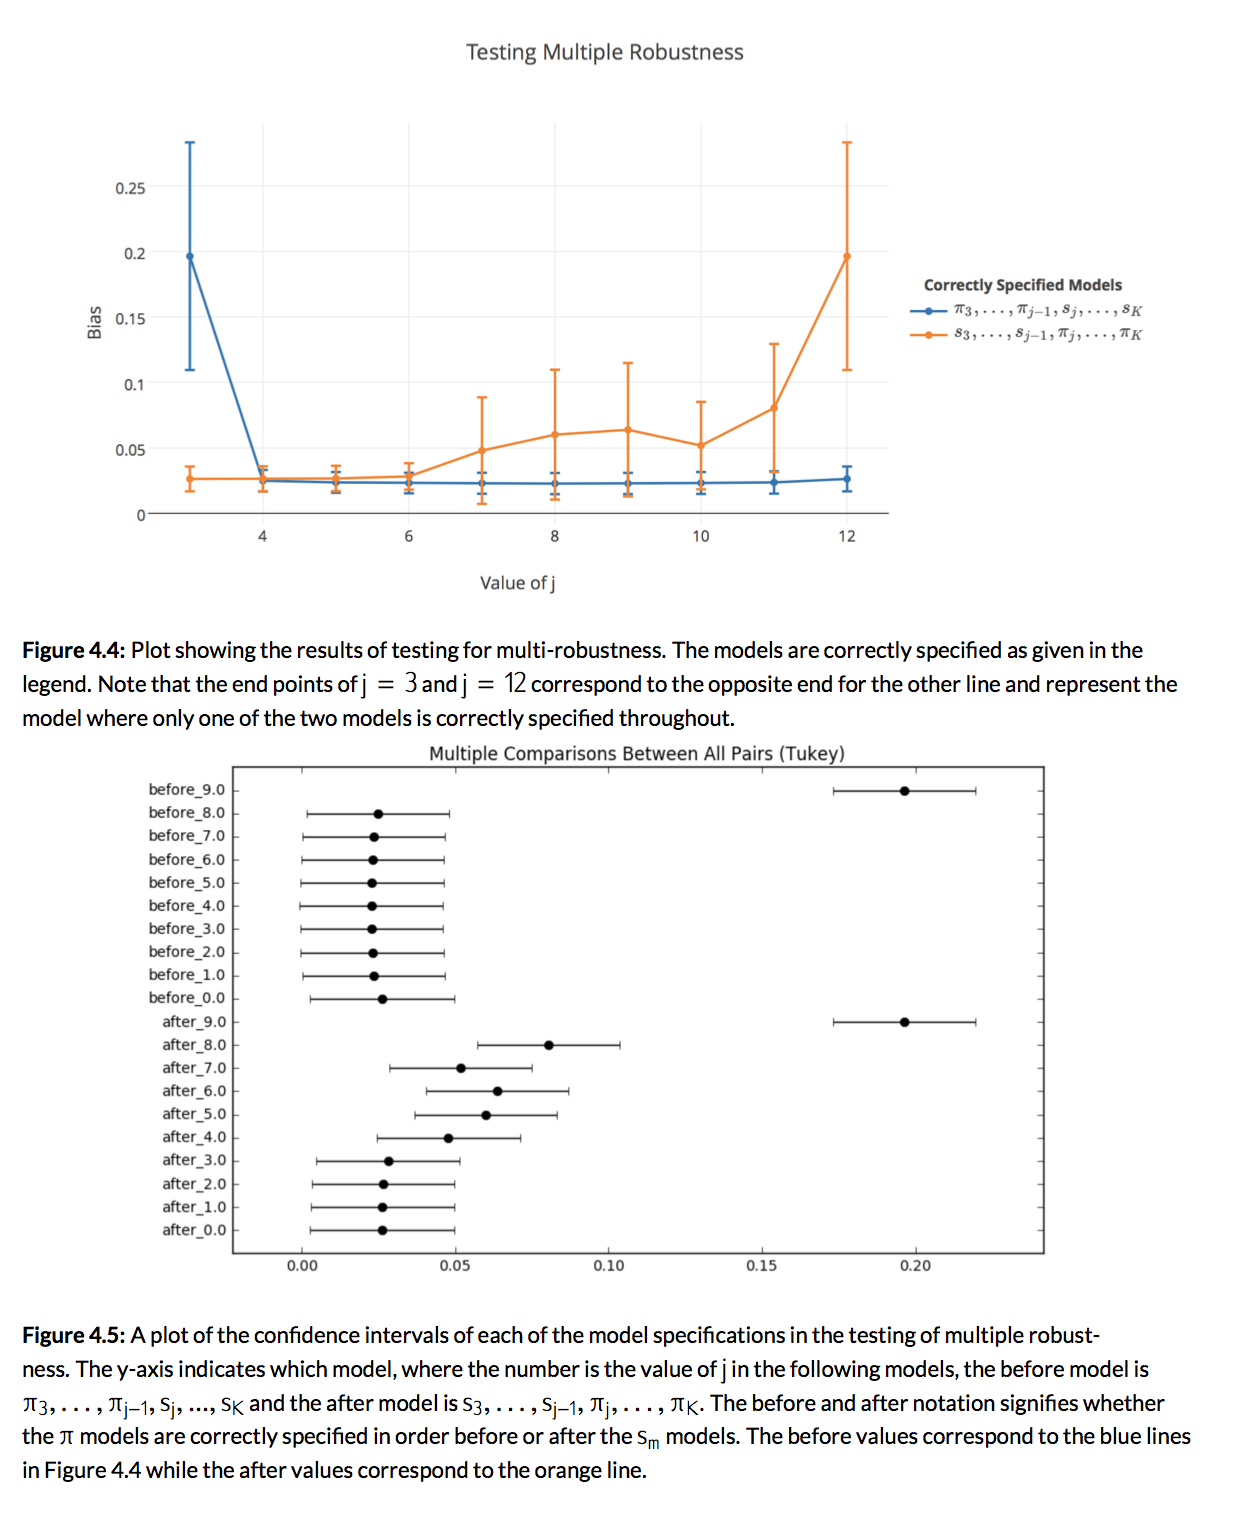 Testing Multiple Robustness
0.25
0.2
0.15
0.1
0.05
0
Bias
4 6 8 10 12
Value of j
Correctly Specified Models
π3, . . . , πj−1, sj, . . . , sK
s3, . . . , sj−1, πj, . . . , πK
Figure 4.4: Plot showing the results of testing for multi-robustness. The models are correctly specified as given in the
legend. Note that the end points of j = 3 and j = 12 correspond to the opposite end for the other line and represent the
model where only one of the two models is correctly specified throughout.
Multiple Comparisons Between All Pairs (Tukey)
before_9.0
before_8.0
before_7.0
before_6.0
before_5.0
before_4.0
before_3.0
before_2.0
before_1.0
before_0.0
after_9.0
after_8.0
after_7.0
after_6.0
after_5.0
after_4.0
after_3.0
after_2.0
after_1.0
after_0.0
0.00 0.05 0.10 0.15 0.20
Figure 4.5: A plot of the confidence intervals of each of the model specifications in the testing of multiple robust-
ness. The y-axis indicates which model, where the number is the value of j in the following models, the before model is
π3, . . . , πj−1, sj, ..., sK and the after model is s3, . . . , sj−1, πj, . . . , πK. The before and after notation signifies whether
the π models are correctly specified in order before or after the sm models. The before values correspond to the blue lines
in Figure 4.4 while the after values correspond to the orange line.